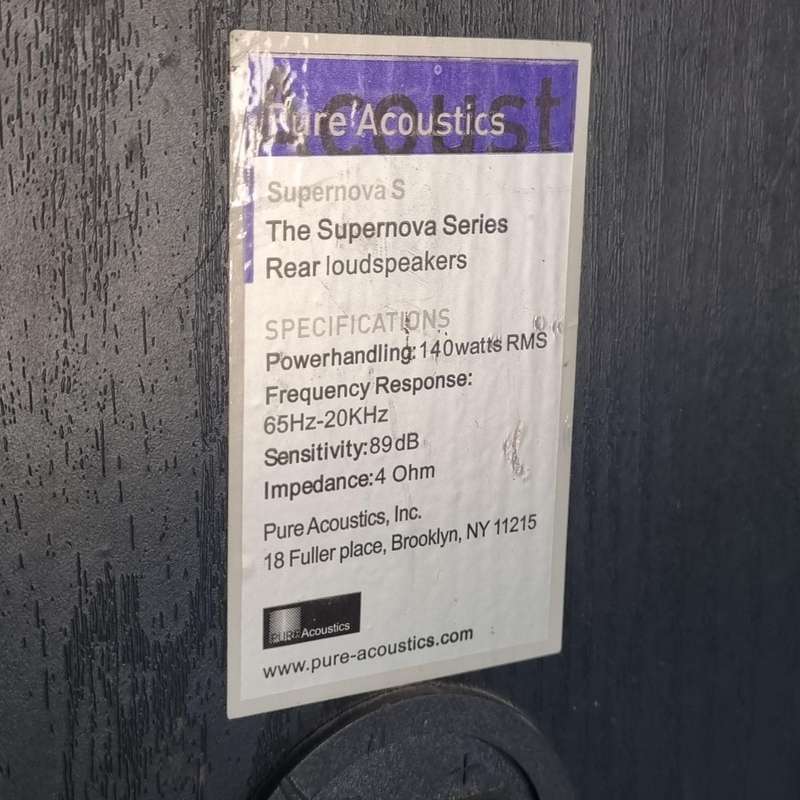 Acoust
Pure Acoustics
Supernova S
The Supernova Series
Rear loudspeakers
SPECIFICATIONS
Powerhandling:140watts RMS
Frequency Response:
65Hz-20KHz
Sensitivity:89dB
Impedance:4 Ohm
Pure Acoustics, Inc.
18 Fuller place, Brooklyn, NY 11215
PURE Acoustics
www.pure-acoustics.com